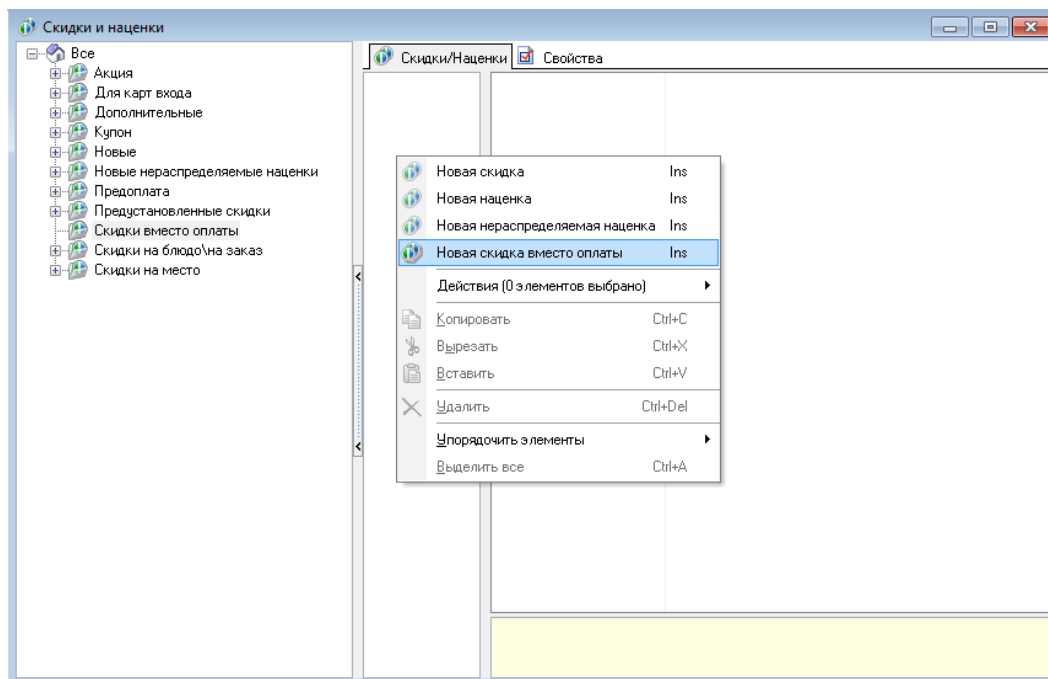 Скидки и наценки
Все
Акция
Для карт входа
Дополнительные
Купон
Новые
Новые нераспределяемые наценки
Предоплата
Предустановленные скидки
Скидки вместо оплаты
Скидки на блюдо\на заказ
Скидки на место
Скидки/Наценки Свойства
Новая скидка Ins
Новая наценка Ins
Новая нераспределяемая наценка Ins
Новая скидка вместо оплаты Ins
Действия (0 элементов выбрано)
Копировать Ctrl+C
Вырезать Ctrl+X
Вставить Ctrl+V
Удалить Ctrl+Del
Упорядочить элементы
Выделить все Ctrl+A